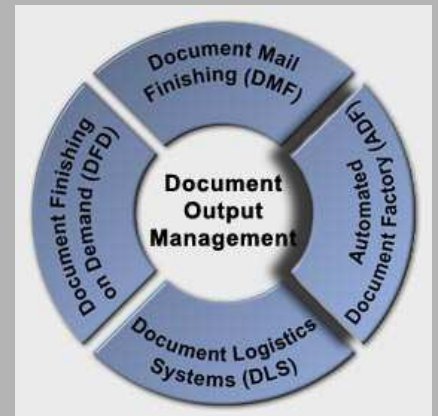 Document Mail
Finishing (DMF)
Automated
Document Factory (ADF)
Document Logistics
Systems (DLS)
Document Finishing
on Demand (DFD)
Document
Output
Management